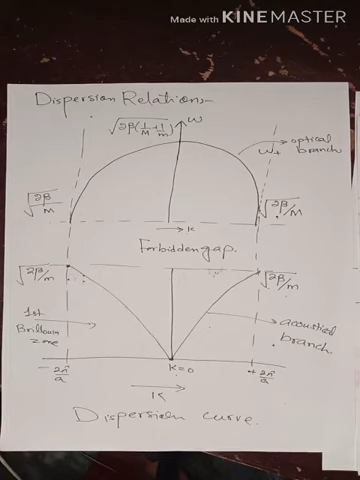 Made with KINEMASTER
Dispersion Relation:-
√2β(1/M+1/m)
ω
ω+ → optical branch
√2β/M
√2β/M
→ K
Forbidden gap.
√2β/m
√2β/m
1st
Brillouin
zone
acoustical
branch.
-2π/a
K=0
+2π/a
K
Dispersion curve.